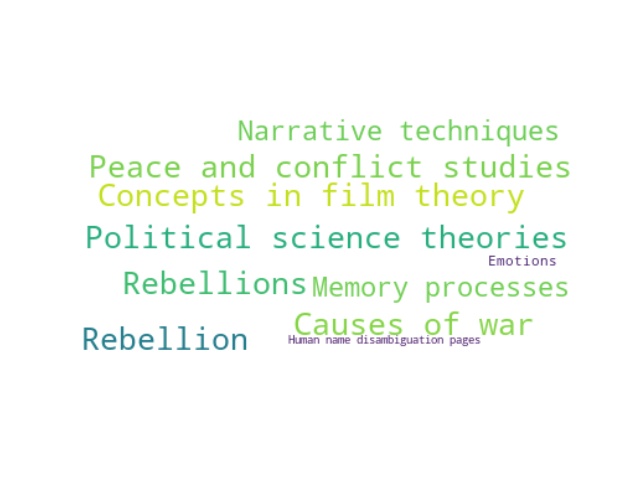 Narrative techniques
Peace and conflict studies
Concepts in film theory
Political science theories
Emotions
Rebellions
Memory processes
Causes of war
Rebellion
Human name disambiguation pages